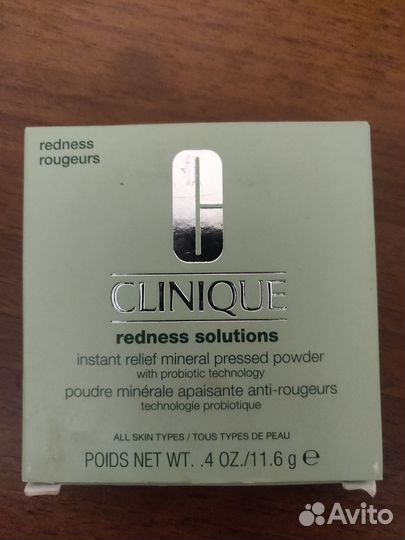 redness
rougeurs
C
CLINIQUE
redness solutions
instant relief mineral pressed powder
with probiotic technology
poudre minérale apaisante anti-rougeurs
technologie probiotique
ALL SKIN TYPES / TOUS TYPES DE PEAU
POIDS NET WT. .4 OZ./11.6 g ℮
Avito